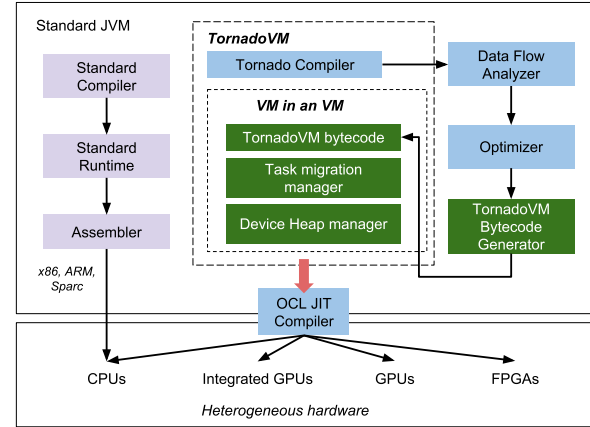 Standard JVM
TornadoVM
Standard
Compiler
Tornado Compiler
Data Flow
Analyzer
VM in an VM
TornadoVM bytecode
Standard
Runtime
Optimizer
Task migration
manager
Assembler
Device Heap manager
TornadoVM
Bytecode
Generator
x86, ARM,
Sparc
OCL JIT
Compiler
CPUs
Integrated GPUs
GPUs
FPGAs
Heterogeneous hardware